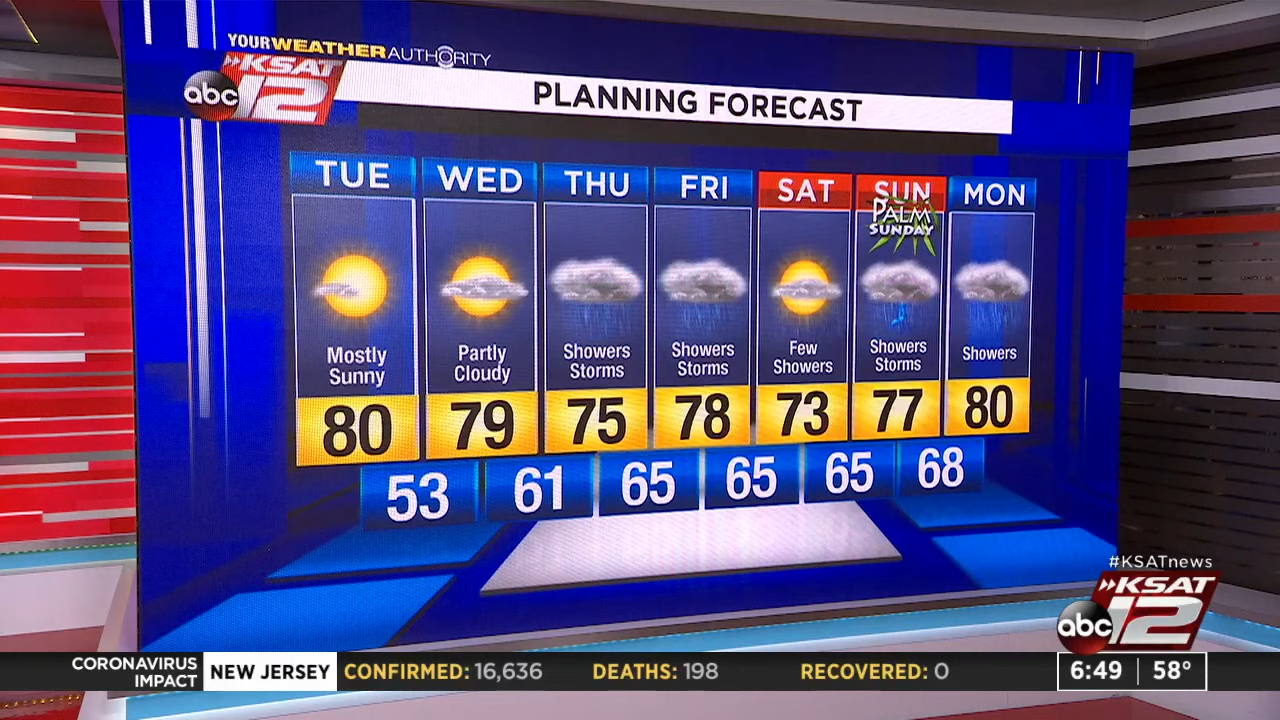 YOURWEATHERAUTHORITY
KSAT
abc 12
PLANNING FORECAST
TUE WED THU FRI SAT SUN MON
PALM
SUNDAY
Mostly
Sunny
Partly
Cloudy
Showers
Storms
Showers
Storms
Few
Showers
Showers
Storms
Showers
80 79 75 78 73 77 80
53 61 65 65 65 68
#KSATnews
KSAT
abc 12
CORONAVIRUS
IMPACT
NEW JERSEY CONFIRMED: 16,636 DEATHS: 198 RECOVERED: 0 6:49 58°